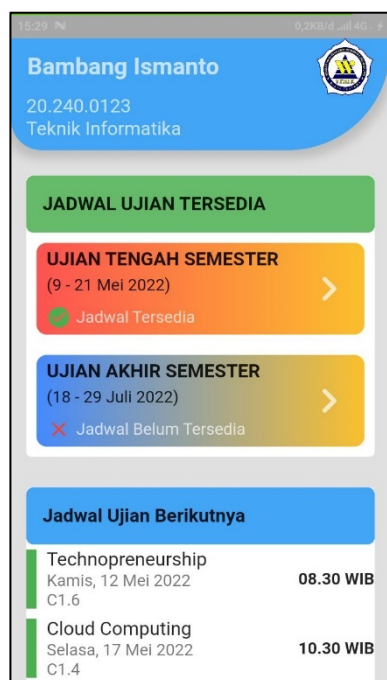 15:29 0,2KB/d 4G
Bambang Ismanto
20.240.0123
Teknik Informatika
JADWAL UJIAN TERSEDIA
UJIAN TENGAH SEMESTER
(9 - 21 Mei 2022)
Jadwal Tersedia
UJIAN AKHIR SEMESTER
(18 - 29 Juli 2022)
Jadwal Belum Tersedia
Jadwal Ujian Berikutnya
Technopreneurship
Kamis, 12 Mei 2022 08.30 WIB
C1.6
Cloud Computing
Selasa, 17 Mei 2022 10.30 WIB
C1.4